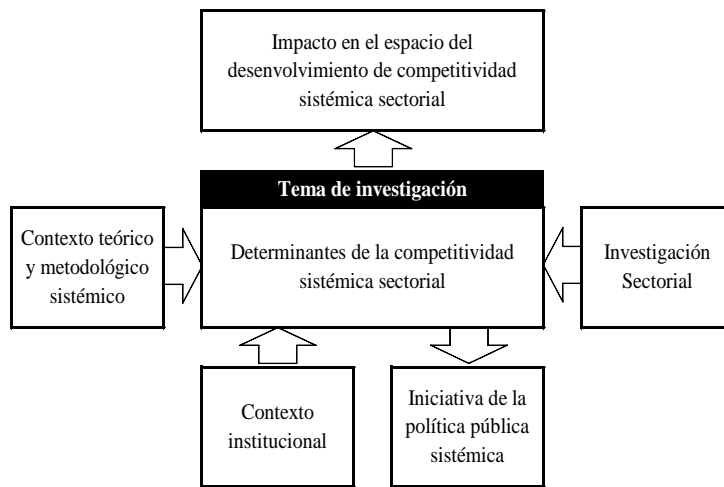 Impacto en el espacio del
desenvolvimiento de competitividad
sistémica sectorial
Tema de investigación
Contexto teórico
y metodológico
sistémico
Determinantes de la competitividad
sistémica sectorial
Investigación
Sectorial
Contexto
institucional
Iniciativa de la
política pública
sistémica